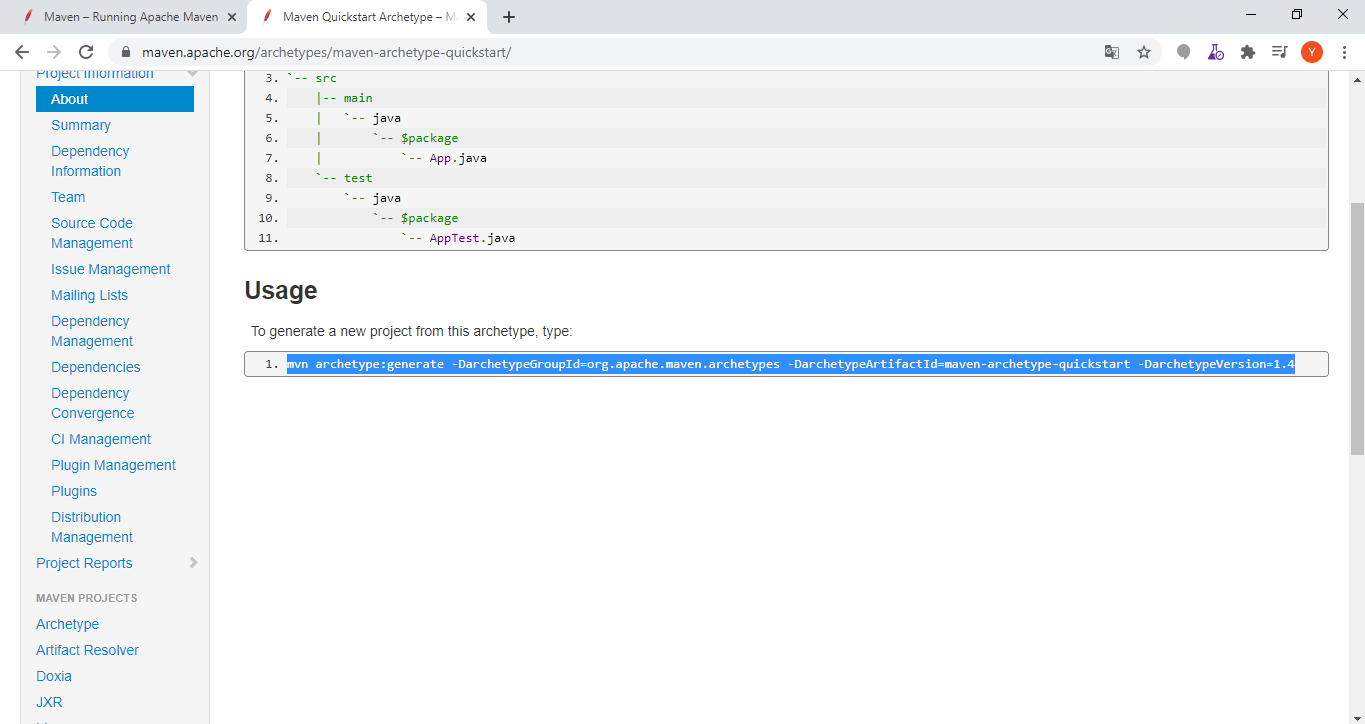 Maven – Running Apache Maven
Maven Quickstart Archetype –
maven.apache.org/archetypes/maven-archetype-quickstart/
Y
Project Information
About
Summary
Dependency
Information
Team
Source Code
Management
Issue Management
Mailing Lists
Dependency
Management
Dependencies
Dependency
Convergence
CI Management
Plugin Management
Plugins
Distribution
Management
Project Reports
MAVEN PROJECTS
Archetype
Artifact Resolver
Doxia
JXR
3. `-- src
4.     |-- main
5.     |   `-- java
6.     |       `-- $package
7.     |           `-- App.java
8.     `-- test
9.         `-- java
10.             `-- $package
11.                 `-- AppTest.java
Usage
To generate a new project from this archetype, type:
1. mvn archetype:generate -DarchetypeGroupId=org.apache.maven.archetypes -DarchetypeArtifactId=maven-archetype-quickstart -DarchetypeVersion=1.4